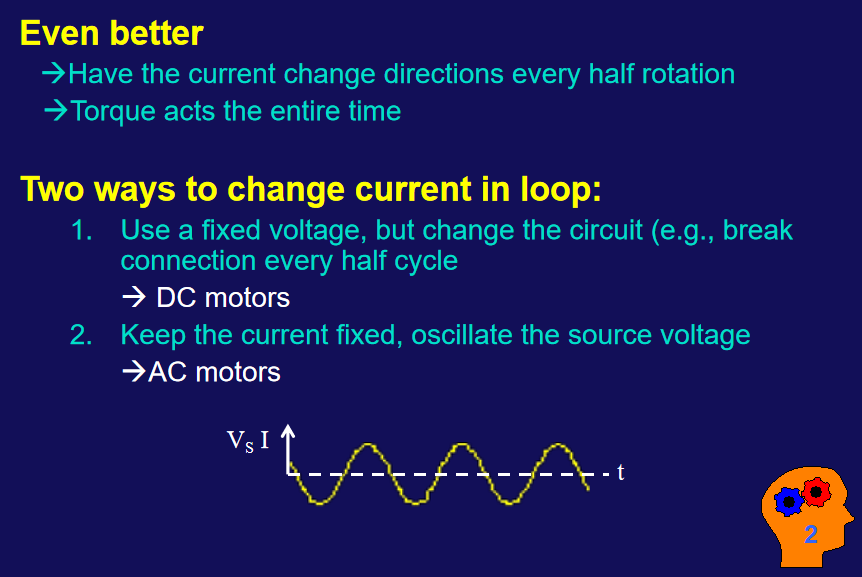 Even better
→Have the current change directions every half rotation
→Torque acts the entire time
Two ways to change current in loop:
1. Use a fixed voltage, but change the circuit (e.g., break
connection every half cycle
→ DC motors
2. Keep the current fixed, oscillate the source voltage
→AC motors
VS I
t
2